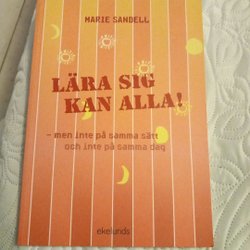 MARIE SANDELL
LÄRA SIG
KAN ALLA!
– men inte på samma sätt
och inte på samma dag
ekelunds